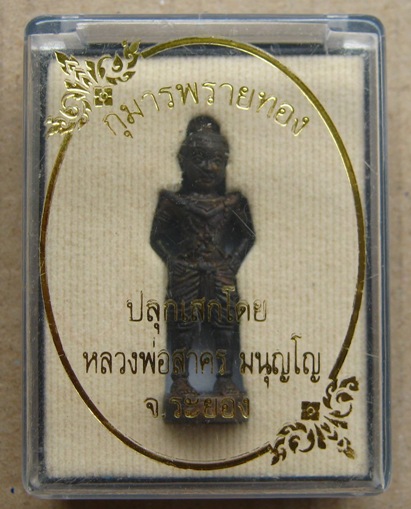 กุมารพรายทอง
ปลุกเสกโดย
หลวงพ่อสาคร มนุญโญ
จ.ระยอง